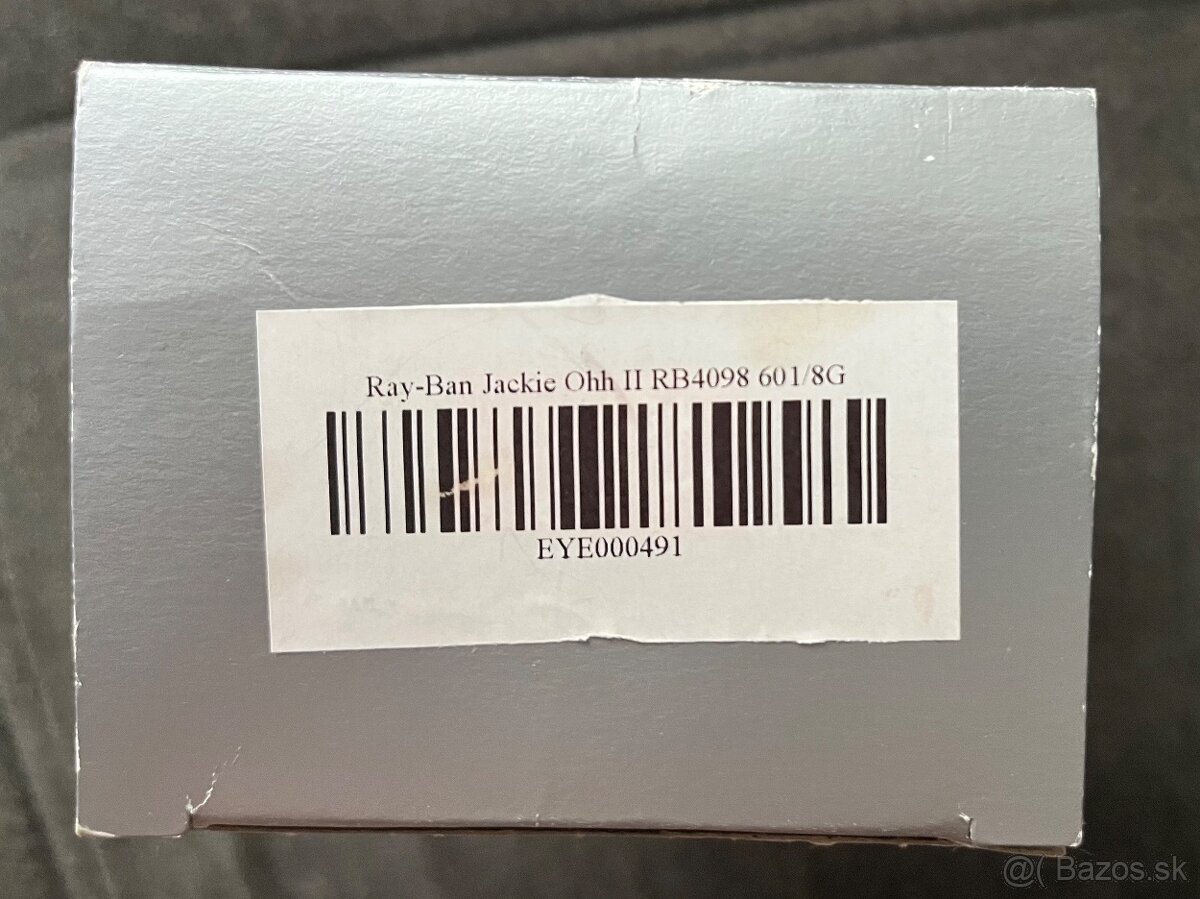 Ray-Ban Jackie Ohh II RB4098 601/8G
EYE000491
@( Bazos.sk